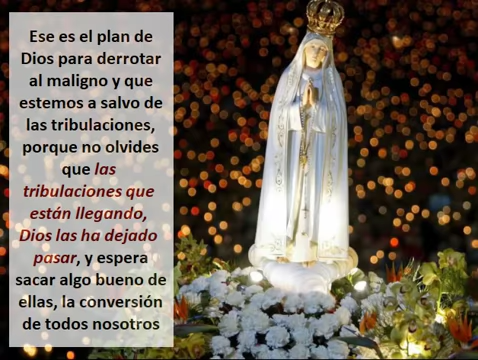 Ese es el plan de
Dios para derrotar
al maligno y que
estemos a salvo de
las tribulaciones,
porque no olvides
que las
tribulaciones que
están llegando,
Dios las ha dejado
pasar, y espera
sacar algo bueno de
ellas, la conversión
de todos nosotros